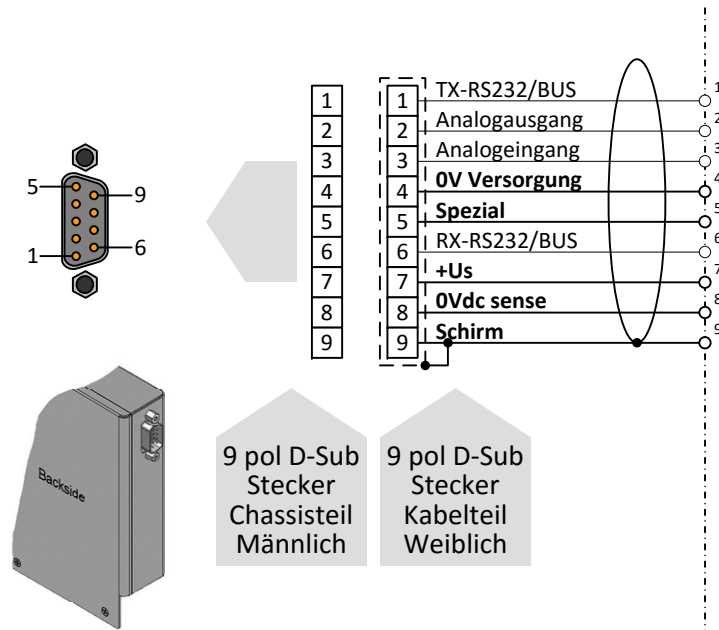 5
9
1
6
1
2
3
4
5
6
7
8
9
1 TX-RS232/BUS 1
2 Analogausgang 2
3 Analogeingang 3
4 0V Versorgung 4
5 Spezial 5
6 RX-RS232/BUS 6
7 +Us 7
8 0Vdc sense 8
9 Schirm 9
Backside
9 pol D-Sub
Stecker
Chassisteil
Männlich
9 pol D-Sub
Stecker
Kabelteil
Weiblich